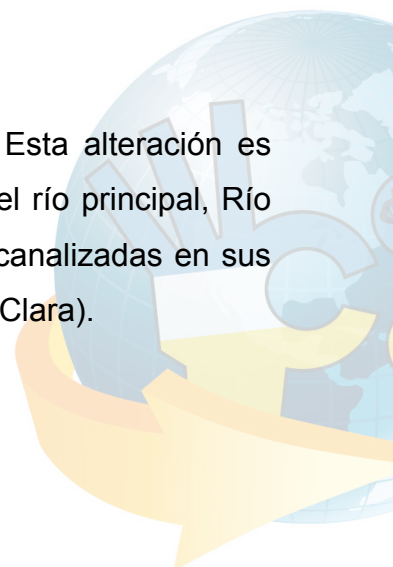 Esta alteración es
el río principal, Río
canalizadas en sus
Clara).